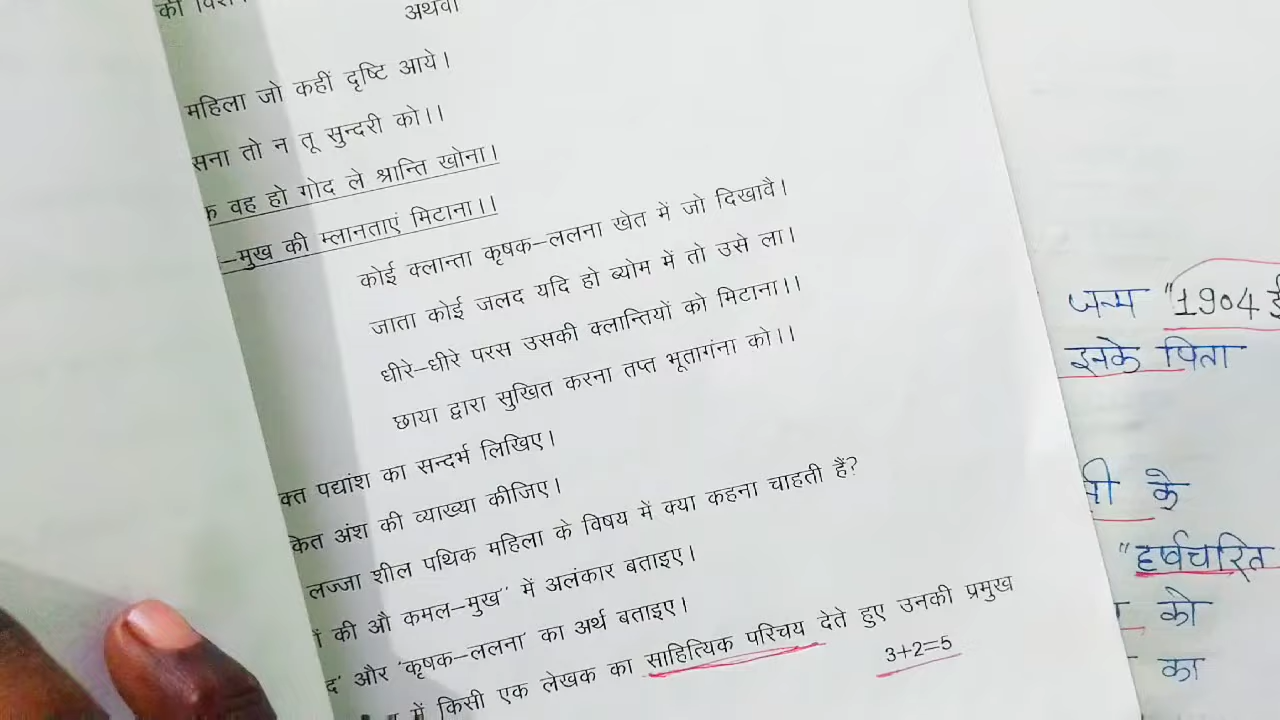 अथवा
महिला जो कहीं दृष्टि आये।
सना तो न तू सुन्दरी को।।
वह हो गोद ले श्रान्ति खोना।
–मुख की म्लानताएं मिटाना।।
कोई क्लान्ता कृषक–ललना खेत में जो दिखावै।
जाता कोई जलद यदि हो ब्योम में तो उसे ला।
धीरे–धीरे परस उसकी क्लान्तियों को मिटाना।।
छाया द्वारा सुखित करना तप्त भूतागंना को।।
क्त पद्यांश का सन्दर्भ लिखिए।
कित अंश की व्याख्या कीजिए।
लज्जा शील पथिक महिला के विषय में क्या कहना चाहती हैं?
की औ कमल–मुख” में अलंकार बताइए।
द’ और ‘कृषक–ललना’ का अर्थ बताइए।
में किसी एक लेखक का साहित्यिक परिचय देते हुए उनकी प्रमुख
3+2=5
जन्म "1904 ई
इनके पिता
के
"हर्षचरित
को
का